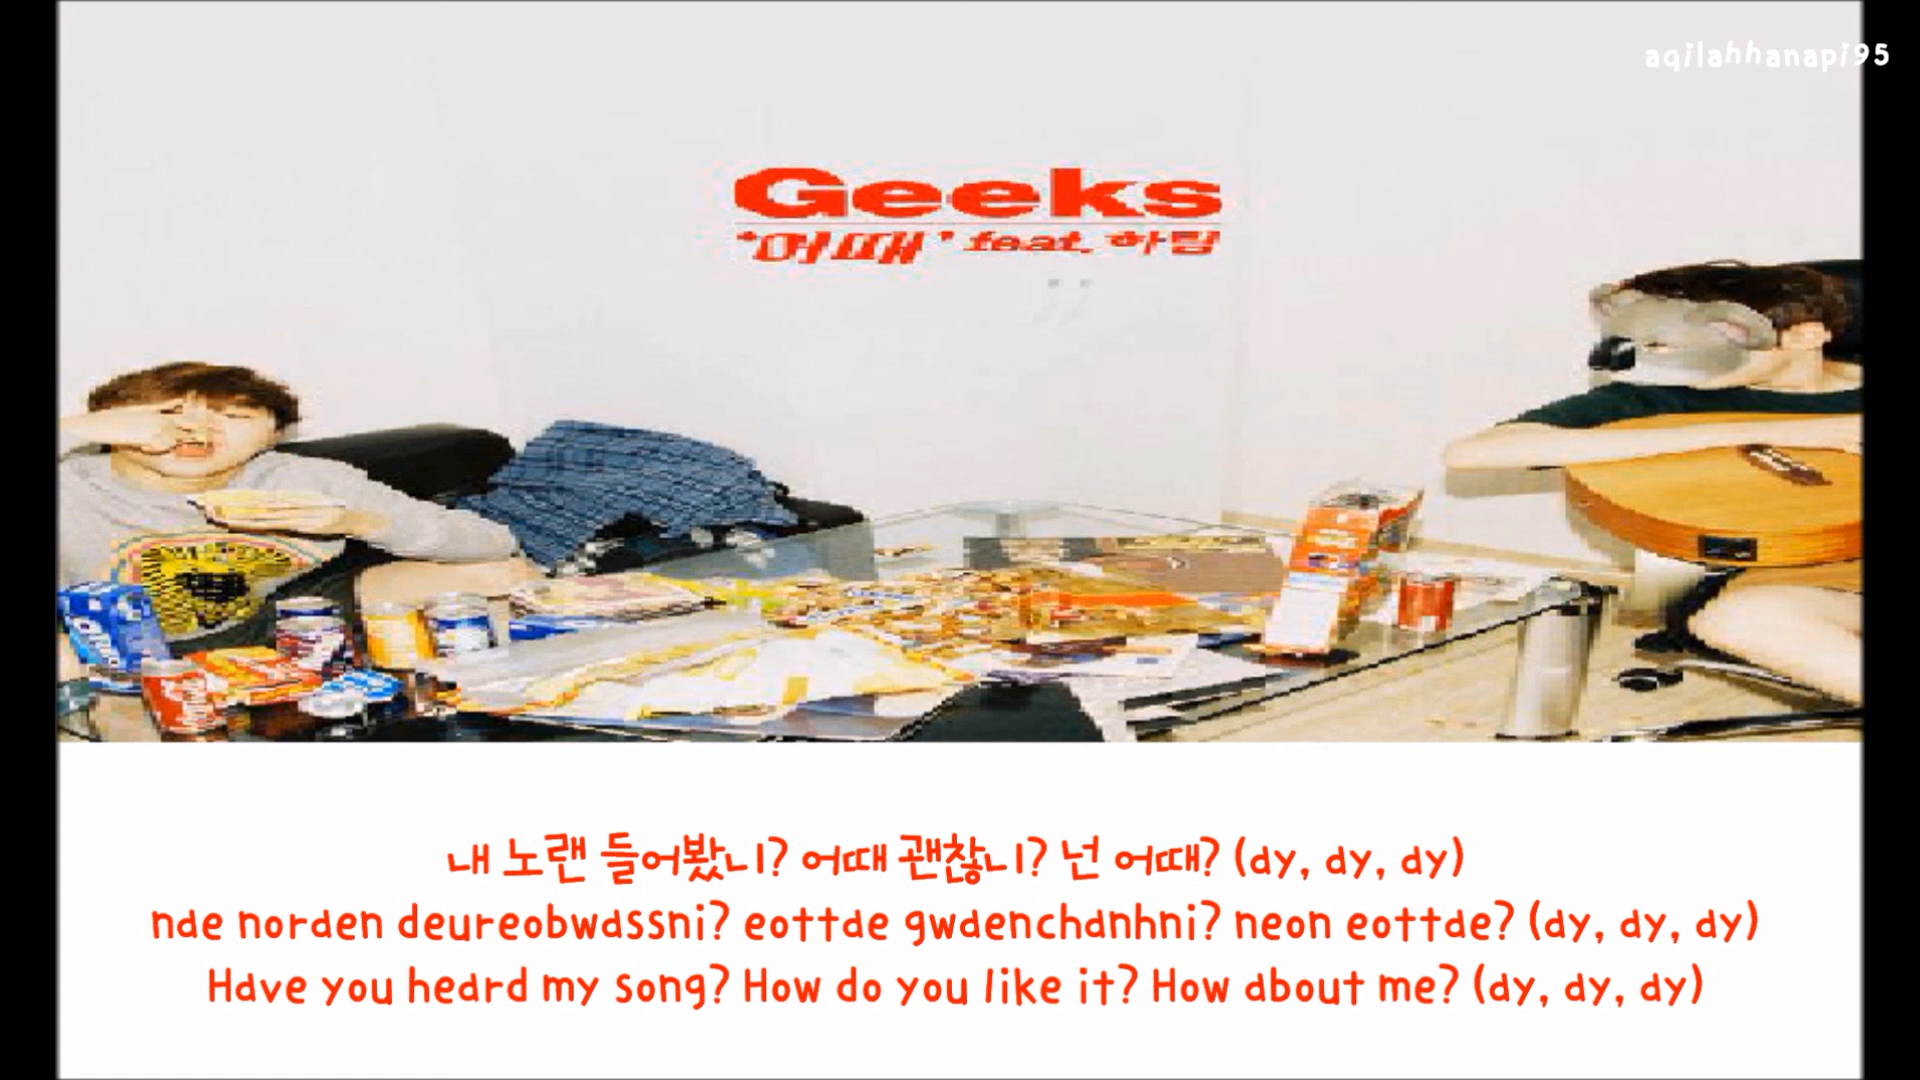 aqilahhanapi95
Geeks
'어때' feat. 하림
내 노랜 들어봤니? 어때 괜찮니? 넌 어때? (ay, ay, ay)
nae noraen deureobwassni? eottae gwaenchanhni? neon eottae? (ay, ay, ay)
Have you heard my song? How do you like it? How about me? (ay, ay, ay)